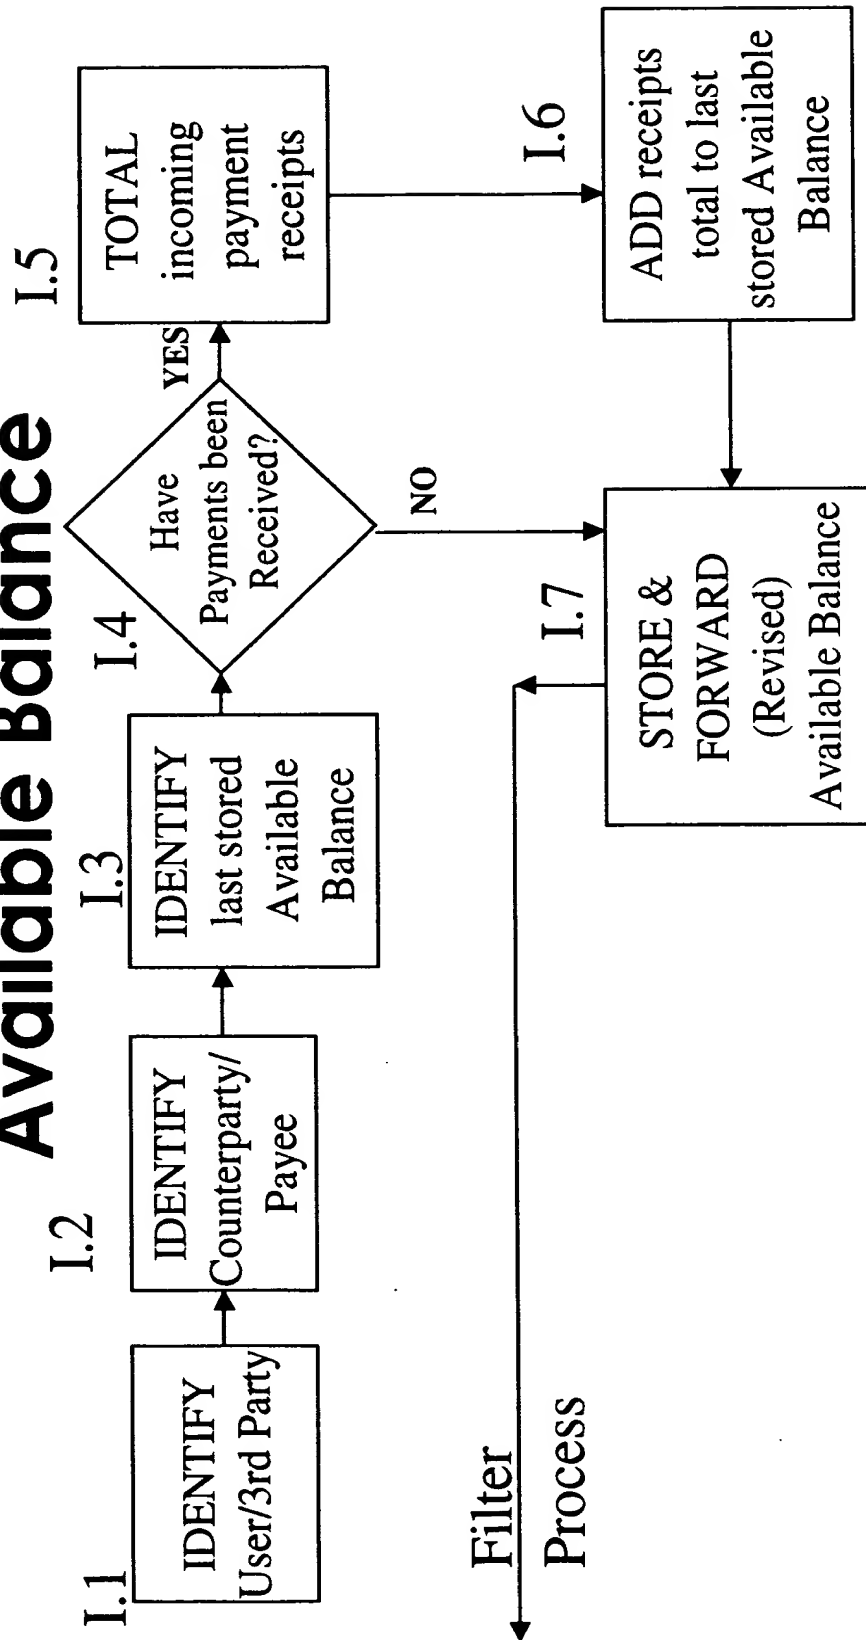 Available Balance
I.1
IDENTIFY
User/3rd Party
I.2
IDENTIFY
Counterparty/
Payee
I.3
IDENTIFY
last stored
Available
Balance
I.4
Have
Payments been
Received?
YES
NO
I.5
TOTAL
incoming
payment
receipts
I.6
ADD receipts
total to last
stored Available
Balance
I.7
STORE &
FORWARD
(Revised)
Available Balance
Filter
Process